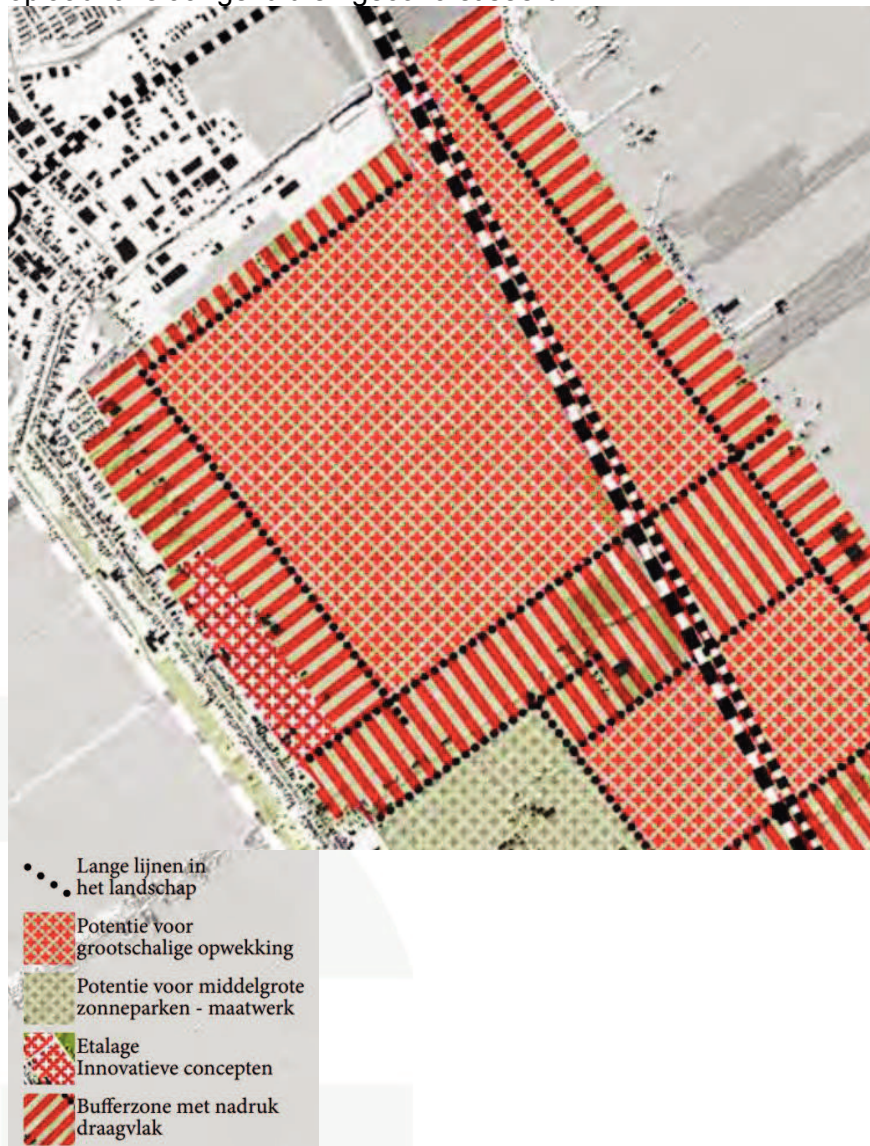 Lange lijnen in
het landschap
Potentie voor
grootschalige opwekking
Potentie voor middelgrote
zonneparken - maatwerk
Etalage
Innovatieve concepten
Bufferzone met nadruk
draagvlak